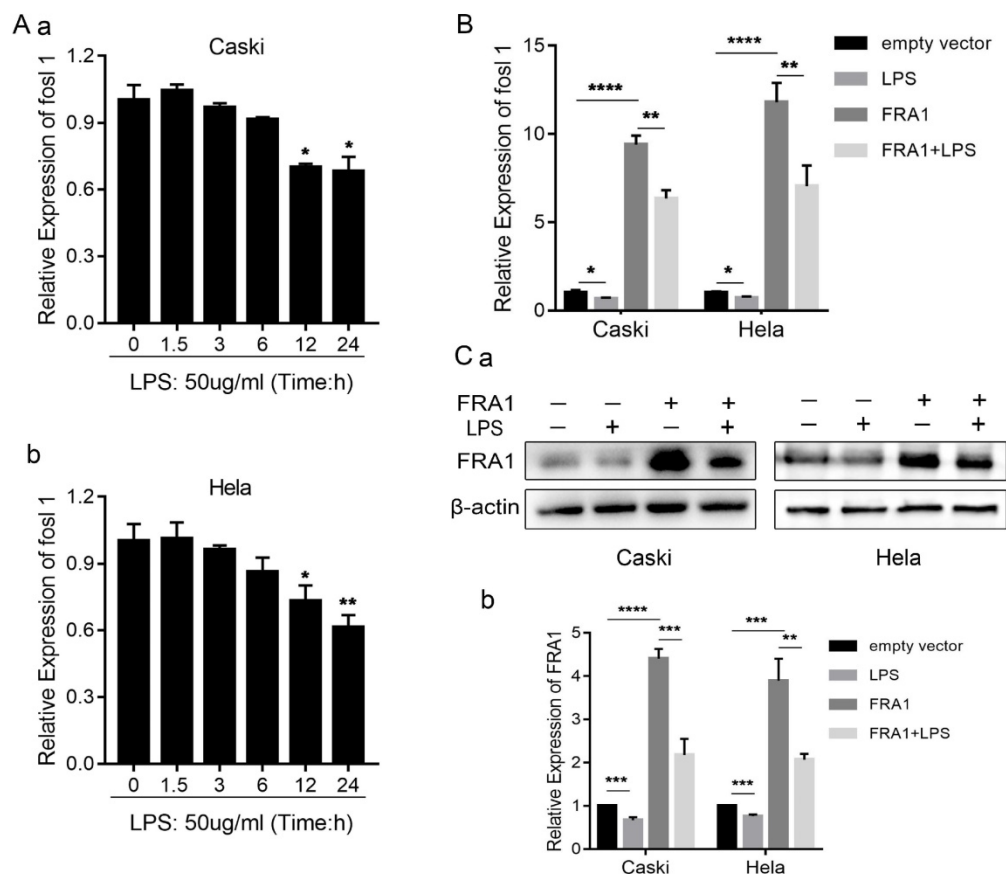 A a
Caski
Relative Expression of fosl 1
1.2
0.9
0.6
0.3
0.0
* *
0 1.5 3 6 12 24
LPS: 50ug/ml (Time:h)
b
Hela
Relative Expression of fosl 1
1.2
0.9
0.6
0.3
0.0
* **
0 1.5 3 6 12 24
LPS: 50ug/ml (Time:h)
B
Relative Expression of fosl 1
15
10
5
0
**** ****
** **
* *
Caski Hela
empty vector
LPS
FRA1
FRA1+LPS
C a
FRA1 – – + + – – + +
LPS – + – + – + – +
FRA1
β-actin
Caski Hela
b
Relative Expression of FRA1
5
4
3
2
1
0
**** ***
*** **
*** ***
Caski Hela
empty vector
LPS
FRA1
FRA1+LPS